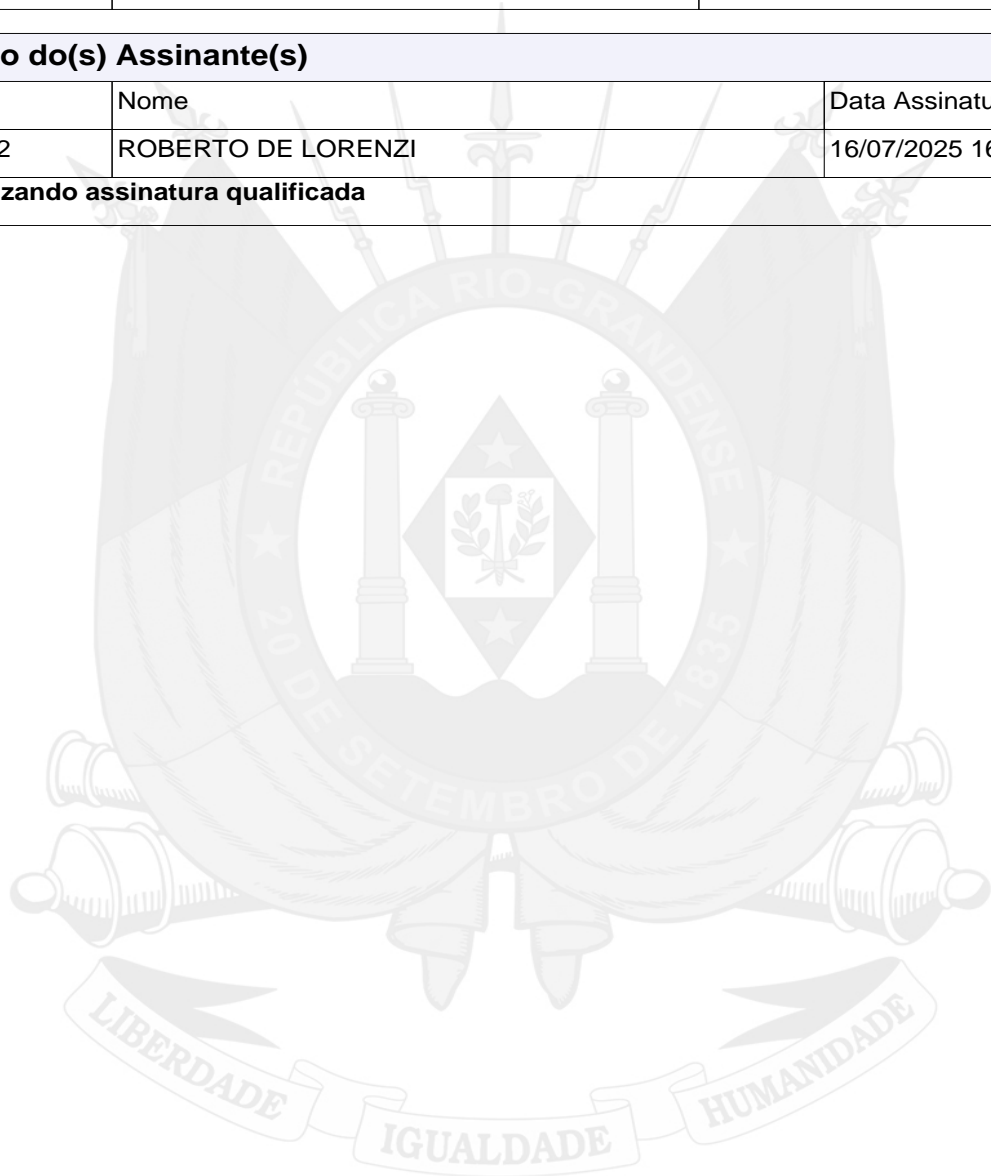 o do(s) Assinante(s)
Nome Data Assinatu
2 ROBERTO DE LORENZI 16/07/2025 16
zando assinatura qualificada
REPÚBLICA RIO-GRANDENSE
20 DE SETEMBRO DE 1835
LIBERDADE IGUALDADE HUMANIDADE